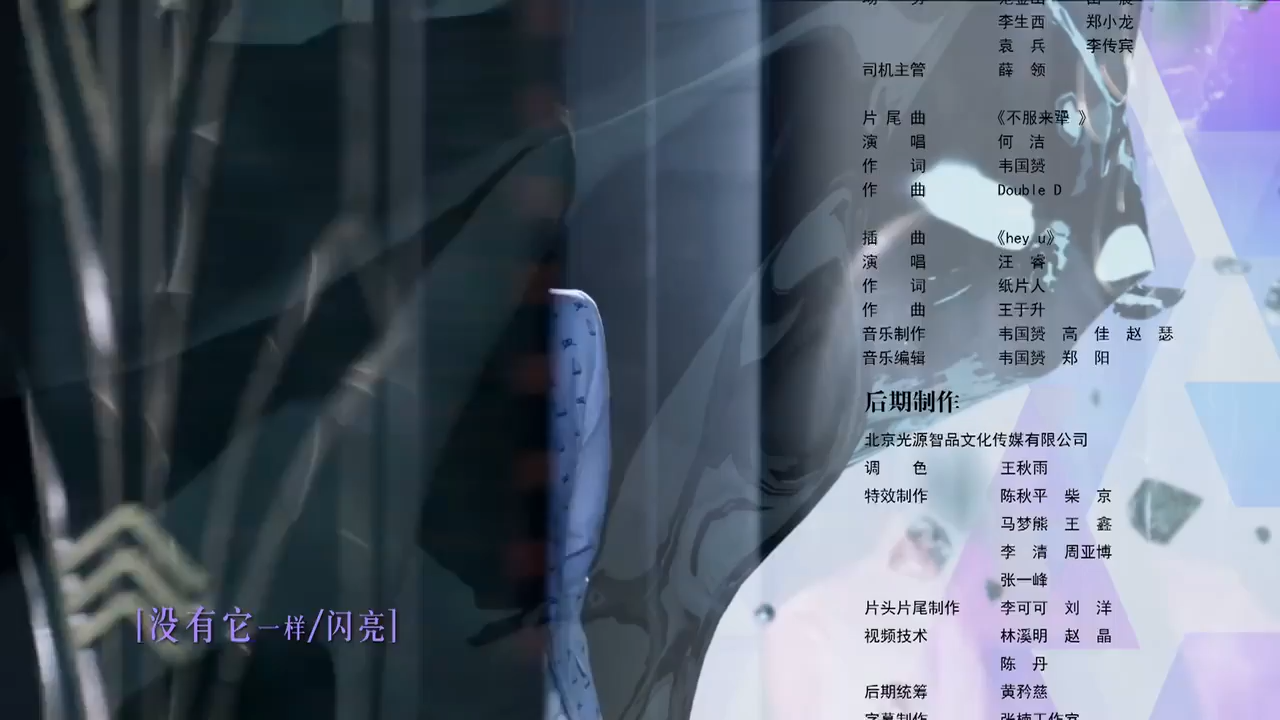 李生西 郑小龙
袁 兵 李传宾
司机主管 薛 领
片尾曲 《不服来犟》
演 唱 何 洁
作 词 韦国赟
作 曲 Double D
插 曲 《hey u》
演 唱 汪 睿
作 词 纸片人
作 曲 王于升
音乐制作 韦国赟 高 佳 赵 瑟
音乐编辑 韦国赟 郑 阳
后期制作
北京光源智品文化传媒有限公司
调 色 王秋雨
特效制作 陈秋平 柴 京
马梦熊 王 鑫
李 清 周亚博
张一峰
片头片尾制作 李可可 刘 洋
视频技术 林溪明 赵 晶
陈 丹
后期统筹 黄矜慈
[没有它一样/闪亮]